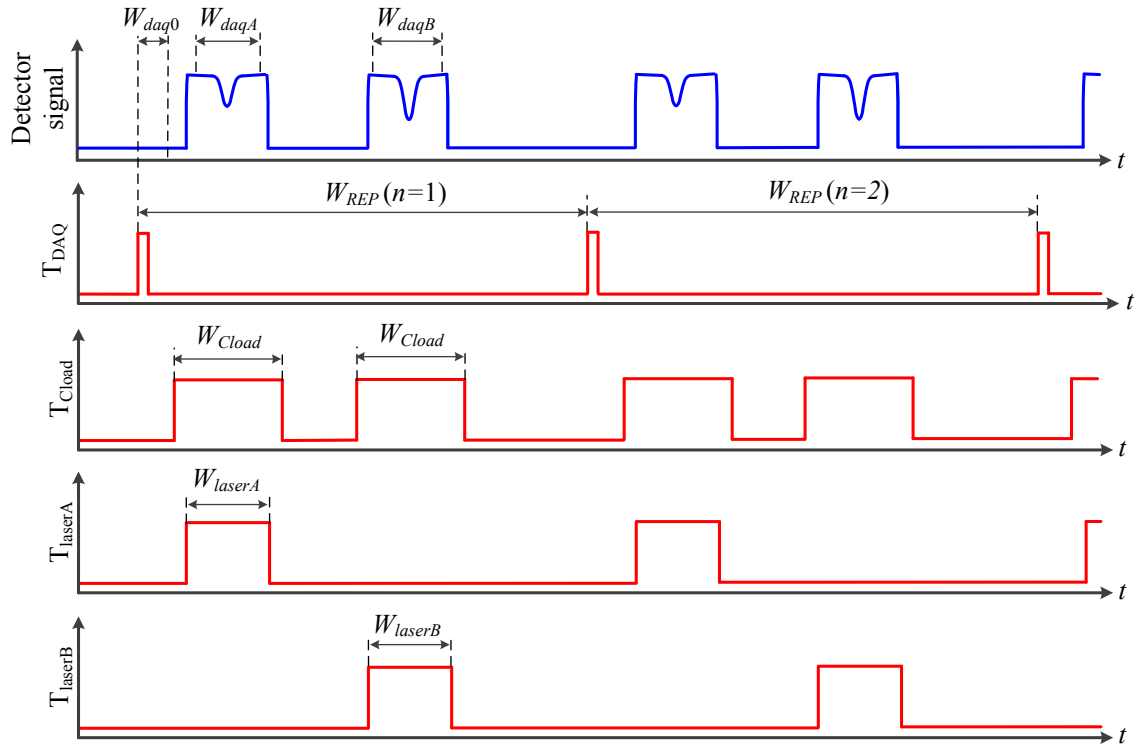 W_daq0 W_daqA W_daqB
Detector
signal
t
W_REP (n=1) W_REP (n=2)
T_DAQ
t
W_Cload W_Cload
T_Cload
t
W_laserA
T_laserA
t
W_laserB
T_laserB
t